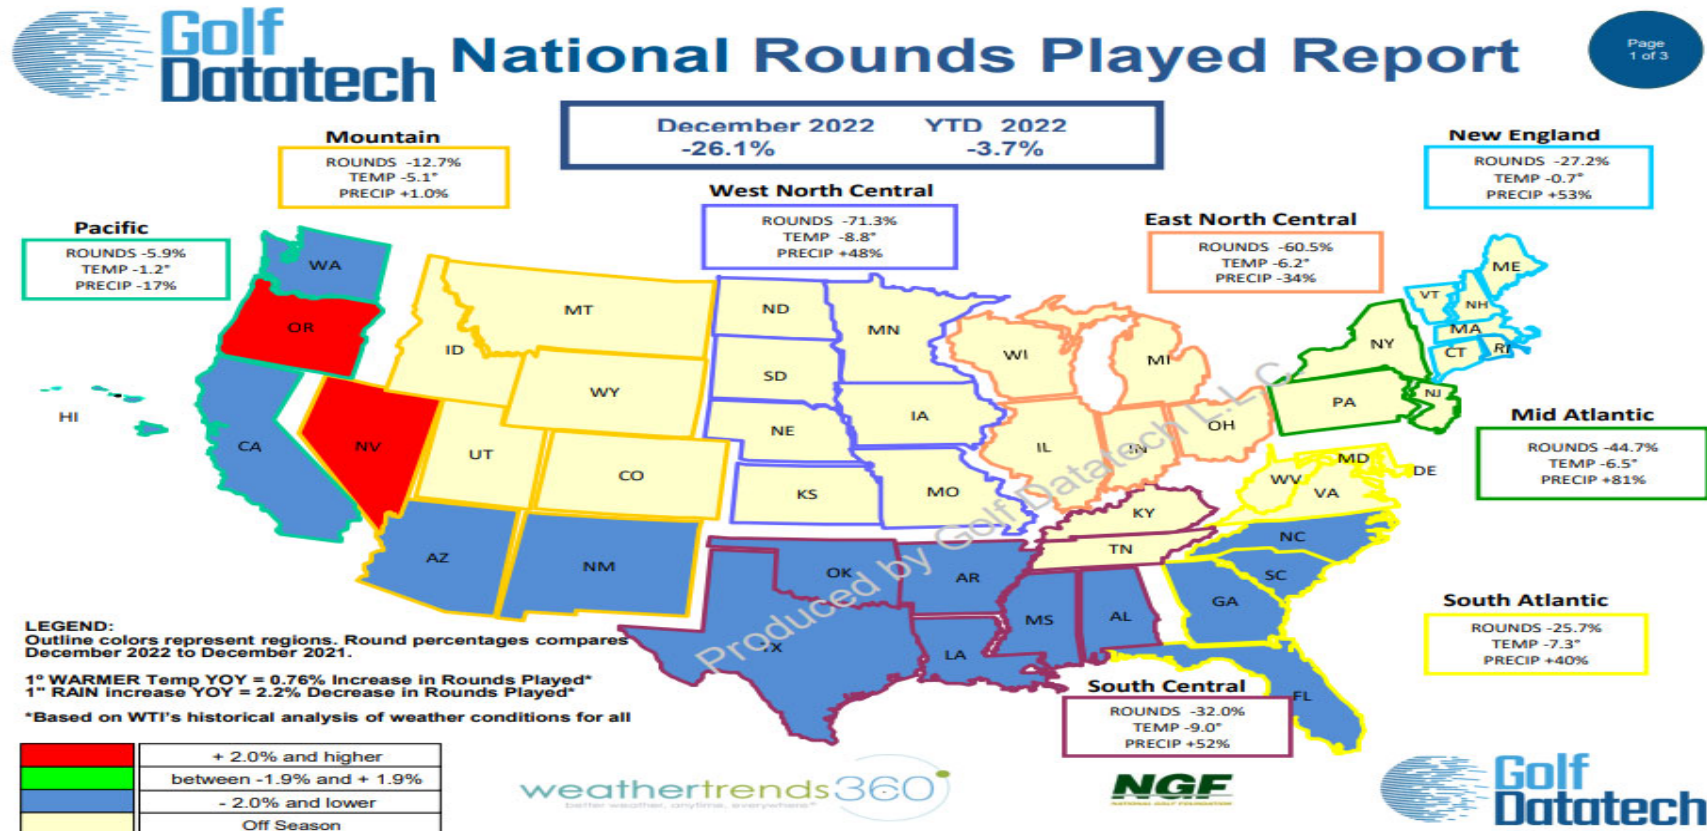 Golf
Datatech
National Rounds Played Report
Page
1 of 3
December 2022 YTD 2022
-26.1% -3.7%
Mountain
ROUNDS -12.7%
TEMP -5.1°
PRECIP +1.0%
New England
ROUNDS -27.2%
TEMP -0.7°
PRECIP +53%
West North Central
ROUNDS -71.3%
TEMP -8.8°
PRECIP +48%
East North Central
ROUNDS -60.5%
TEMP -6.2°
PRECIP -34%
Pacific
ROUNDS -5.9%
TEMP -1.2°
PRECIP -17%
Mid Atlantic
ROUNDS -44.7%
TEMP -6.5°
PRECIP +81%
South Atlantic
ROUNDS -25.7%
TEMP -7.3°
PRECIP +40%
South Central
ROUNDS -32.0%
TEMP -9.0°
PRECIP +52%
WA
OR
CA
HI
NV
ID
MT
WY
UT
CO
AZ
NM
ND
SD
NE
KS
MN
IA
MO
WI
MI
IL
IN
OH
KY
TN
OK
AR
TX
LA
MS
AL
GA
FL
SC
NC
VA
WV
MD
DE
PA
NJ
NY
CT
RI
MA
VT
NH
ME
Produced by Golf Datatech L.L.C.
LEGEND:
Outline colors represent regions. Round percentages compares
December 2022 to December 2021.
1° WARMER Temp YOY = 0.76% Increase in Rounds Played*
1" RAIN increase YOY = 2.2% Decrease in Rounds Played*
*Based on WTI's historical analysis of weather conditions for all
+ 2.0% and higher
between -1.9% and + 1.9%
- 2.0% and lower
Off Season
weathertrends360°
better weather, anytime, everywhere.®
NGF
NATIONAL GOLF FOUNDATION
Golf
Datatech